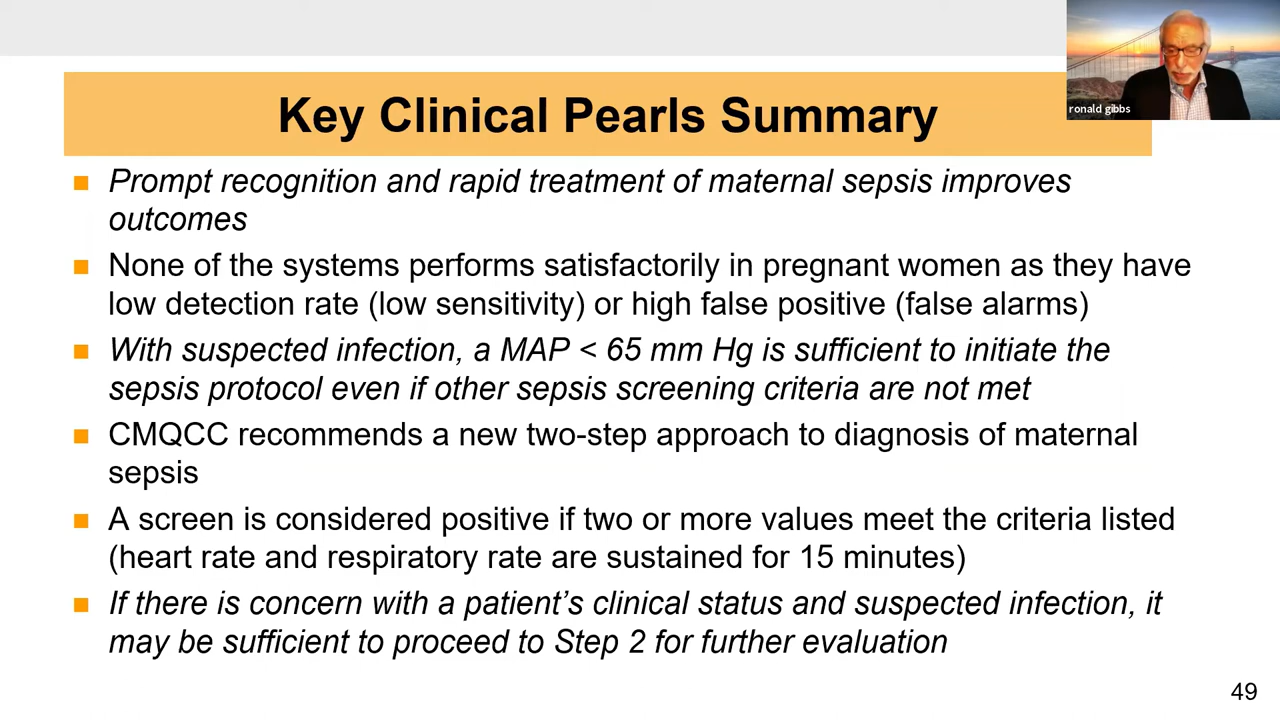 ronald gibbs
Key Clinical Pearls Summary
Prompt recognition and rapid treatment of maternal sepsis improves
outcomes
None of the systems performs satisfactorily in pregnant women as they have
low detection rate (low sensitivity) or high false positive (false alarms)
With suspected infection, a MAP < 65 mm Hg is sufficient to initiate the
sepsis protocol even if other sepsis screening criteria are not met
CMQCC recommends a new two-step approach to diagnosis of maternal
sepsis
A screen is considered positive if two or more values meet the criteria listed
(heart rate and respiratory rate are sustained for 15 minutes)
If there is concern with a patient’s clinical status and suspected infection, it
may be sufficient to proceed to Step 2 for further evaluation
49